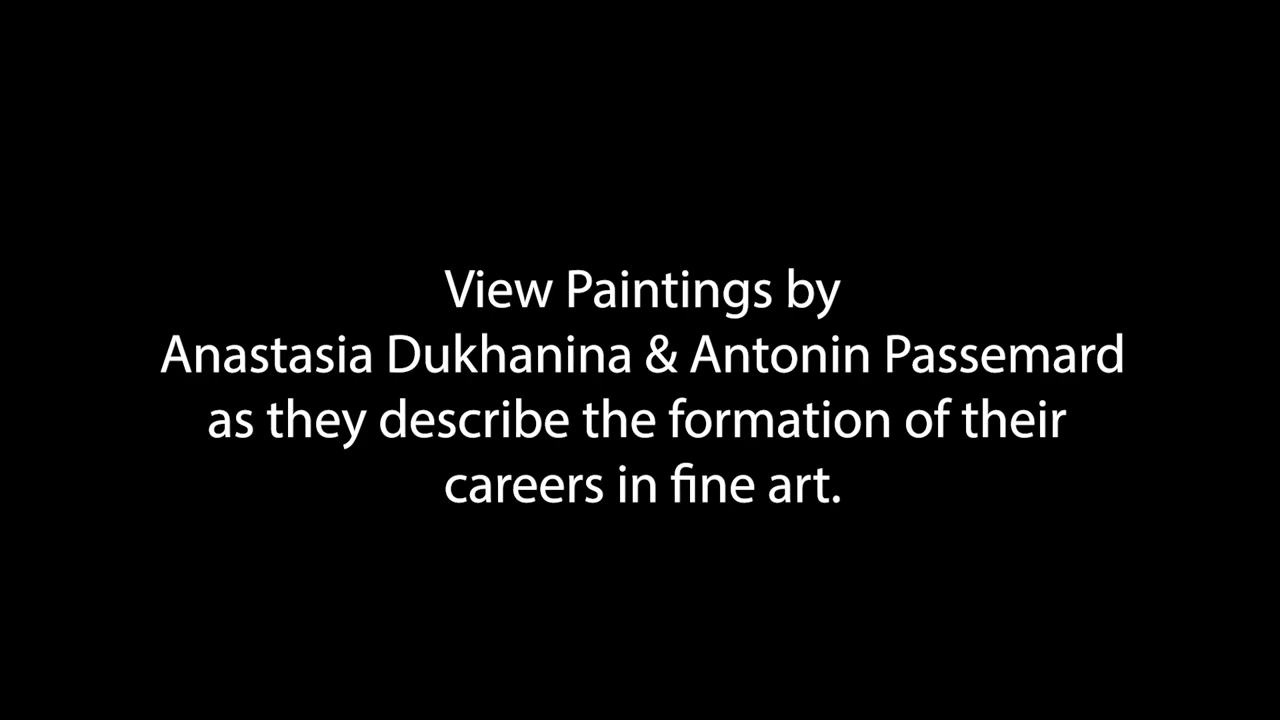 View Paintings by
Anastasia Dukhanina & Antonin Passemard
as they describe the formation of their
careers in fine art.